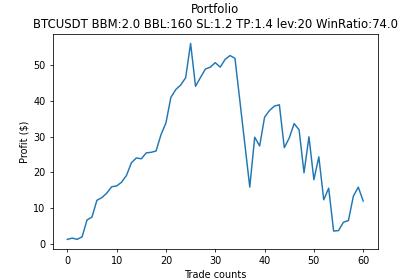 Portfolio
BTCUSDT BBM:2.0 BBL:160 SL:1.2 TP:1.4 lev:20 WinRatio:74.0
50
40
30
20
10
0
Profit ($)
0 10 20 30 40 50 60
Trade counts